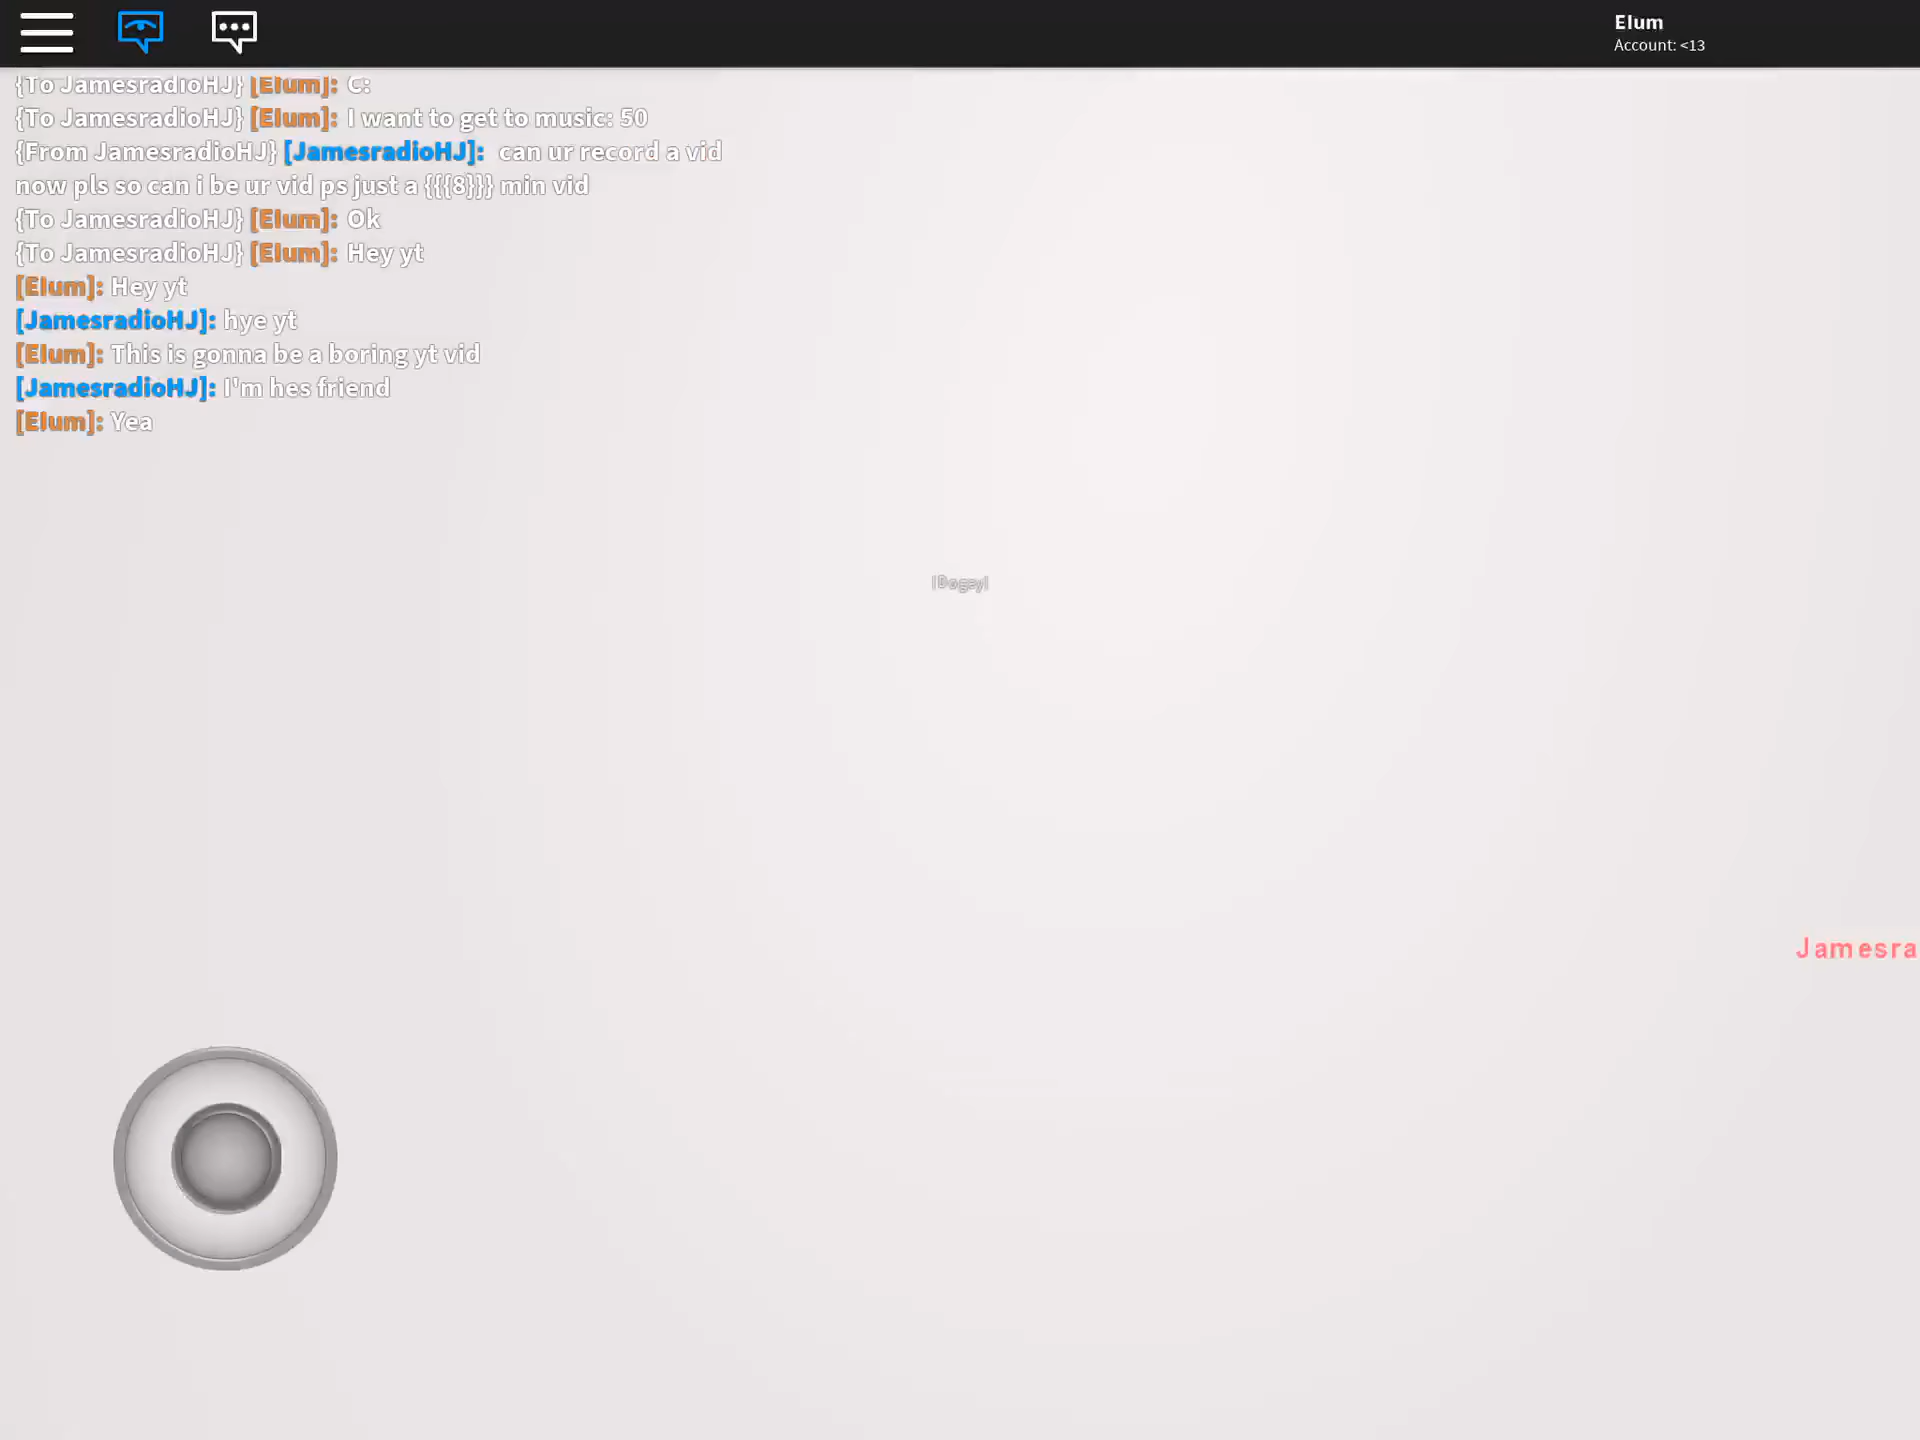 Elum
Account: <13
{To JamesradioHJ} [Elum]: C:
{To JamesradioHJ} [Elum]: I want to get to music: 50
{From JamesradioHJ} [JamesradioHJ]: can ur record a vid
now pls so can i be ur vid ps just a {{{8}}} min vid
{To JamesradioHJ} [Elum]: Ok
{To JamesradioHJ} [Elum]: Hey yt
[Elum]: Hey yt
[JamesradioHJ]: hye yt
[Elum]: This is gonna be a boring yt vid
[JamesradioHJ]: I'm hes friend
[Elum]: Yea
Jamesra